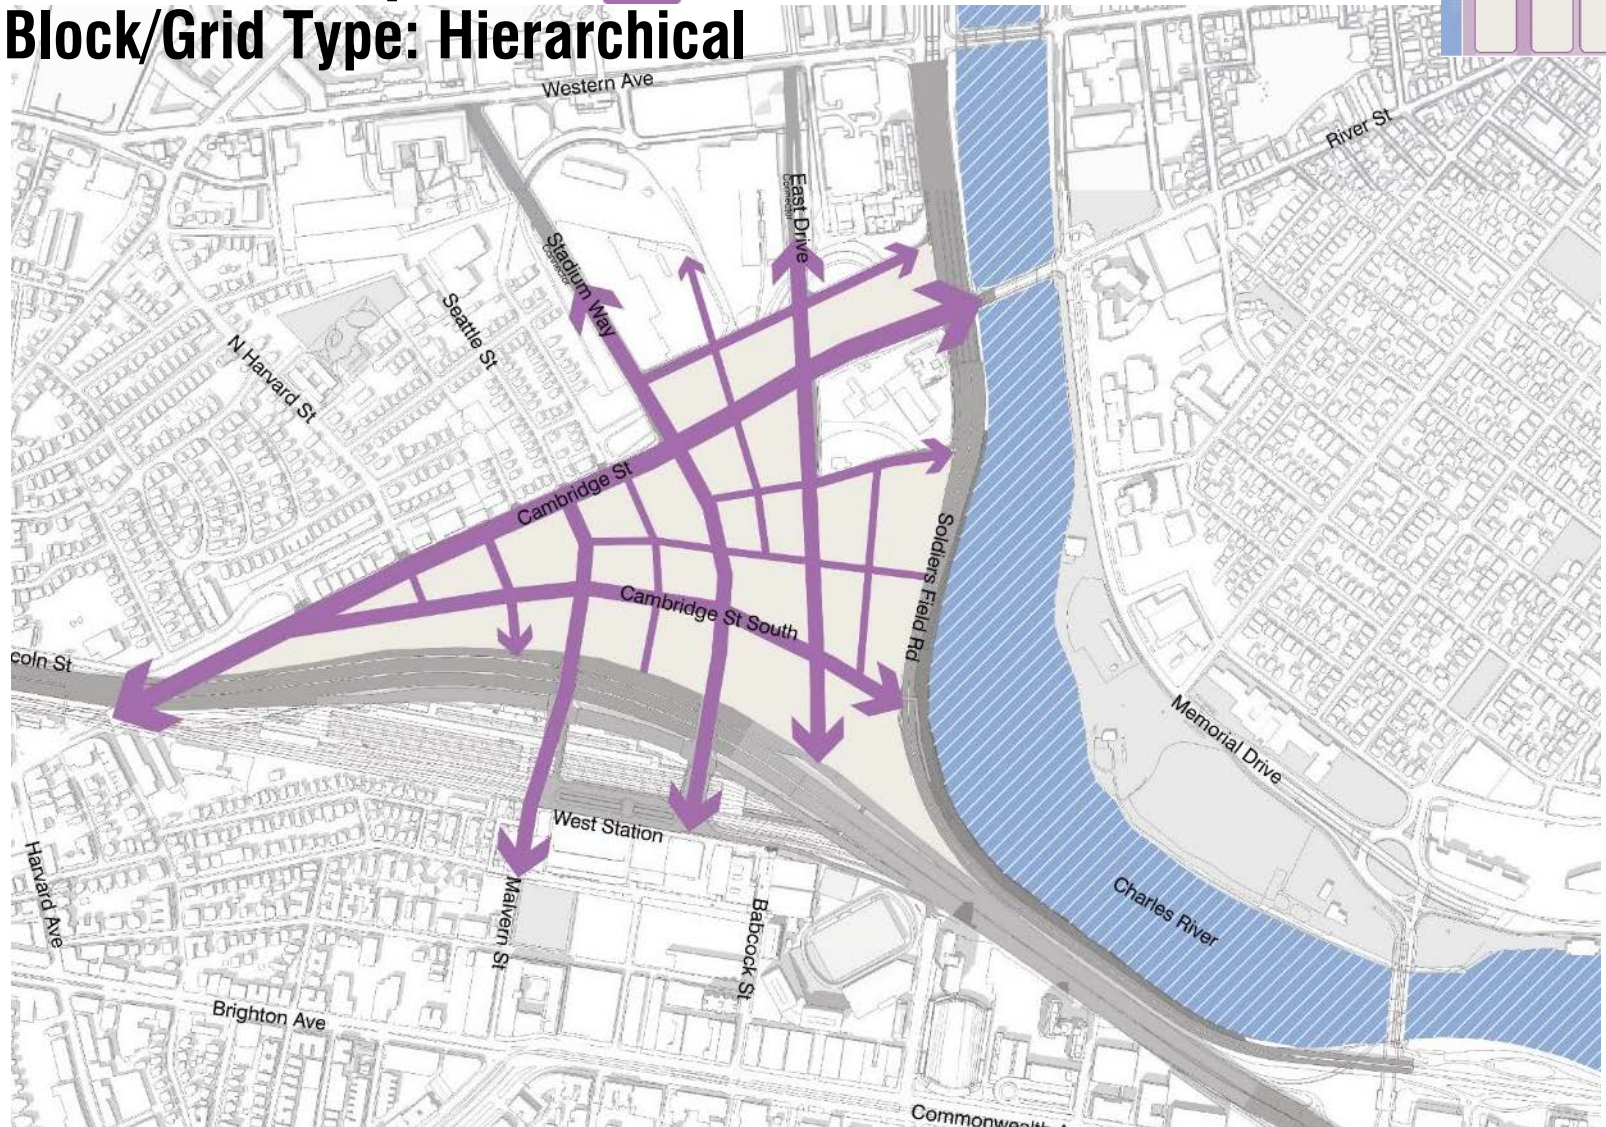 Block/Grid Type: Hierarchical
Western Ave
River St
East Drive
Connector
Stadium Way
Connector
Seattle St
N Harvard St
Cambridge St
Soldiers Field Rd
Cambridge St South
coln St
Memorial Drive
West Station
Harvard Ave
Malvern St
Babcock St
Charles River
Brighton Ave
Commonwealth A